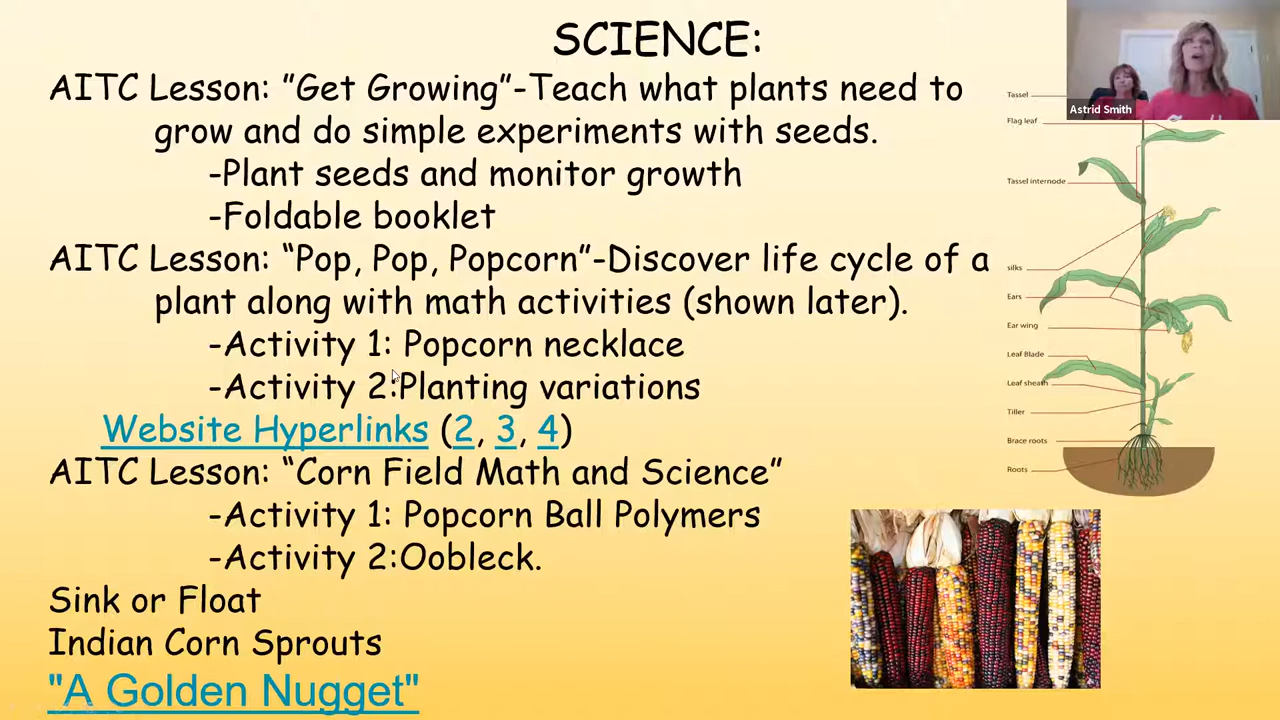 SCIENCE:
AITC Lesson: ”Get Growing”-Teach what plants need to
grow and do simple experiments with seeds.
-Plant seeds and monitor growth
-Foldable booklet
AITC Lesson: “Pop, Pop, Popcorn”-Discover life cycle of a
plant along with math activities (shown later).
-Activity 1: Popcorn necklace
-Activity 2:Planting variations
Website Hyperlinks (2, 3, 4)
AITC Lesson: “Corn Field Math and Science”
-Activity 1: Popcorn Ball Polymers
-Activity 2:Oobleck.
Sink or Float
Indian Corn Sprouts
"A Golden Nugget"
Astrid Smith
Tassel
Flag leaf
Tassel internode
silks
Ears
Ear wing
Leaf Blade
Leaf sheath
Tiller
Brace roots
Roots